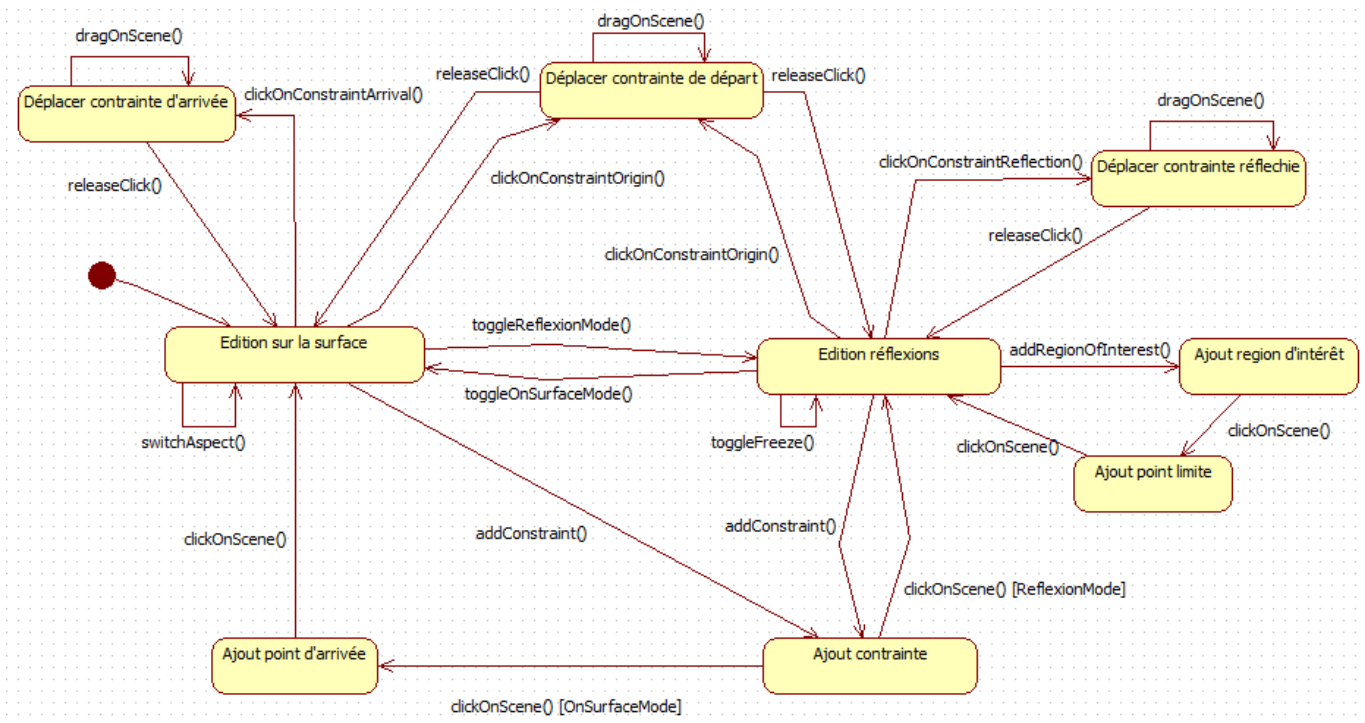 dragOnScene()
dragOnScene()
releaseClick()
Déplacer contrainte de départ
releaseClick()
Déplacer contrainte d'arrivée
clickOnConstraintArrival()
dragOnScene()
clickOnConstraintReflection()
Déplacer contrainte réflechie
releaseClick()
clickOnConstraintOrigin()
releaseClick()
clickOnConstraintOrigin()
toggleReflexionMode()
Edition sur la surface
Edition réflexions
addRegionOfInterest()
Ajout region d'intérêt
toggleOnSurfaceMode()
switchAspect()
toggleFreeze()
clickOnScene()
clickOnScene()
Ajout point limite
clickOnScene()
addConstraint()
addConstraint()
clickOnScene() [ReflexionMode]
Ajout point d'arrivée
Ajout contrainte
clickOnScene() [OnSurfaceMode]